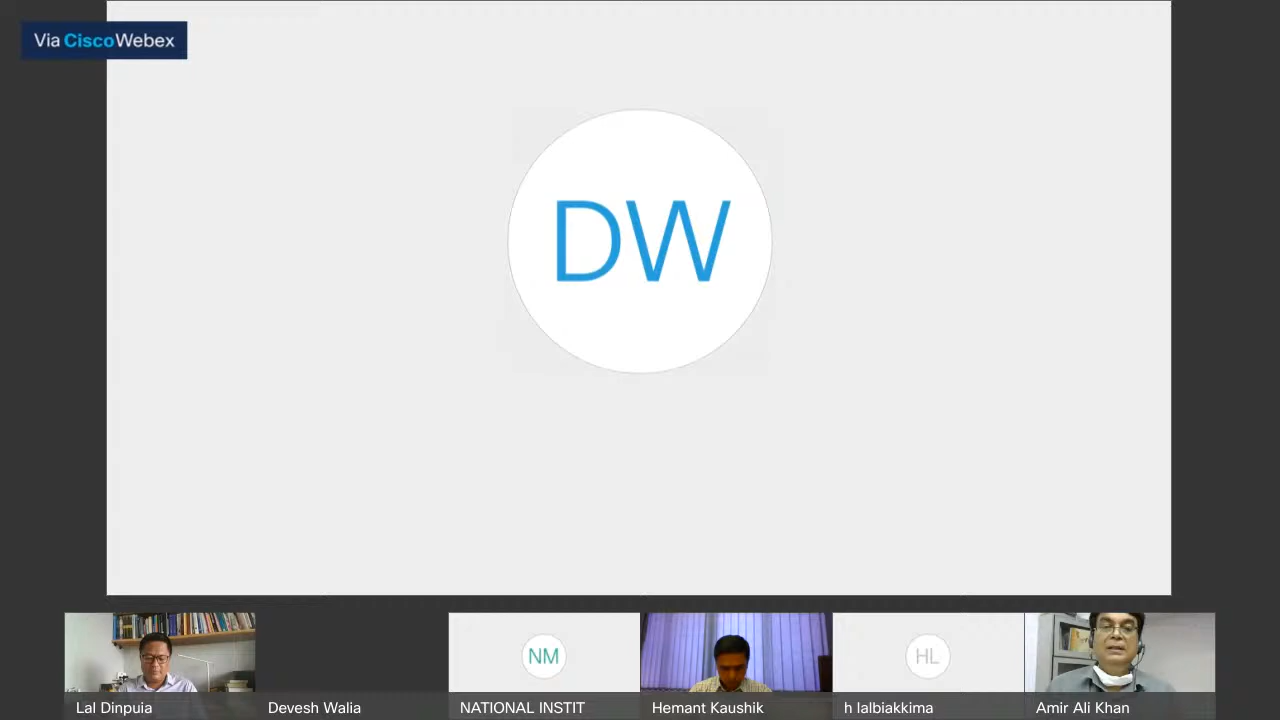 Via CiscoWebex
DW
NM
HL
Lal Dinpuia
Devesh Walia
NATIONAL INSTIT
Hemant Kaushik
h lalbiakkima
Amir Ali Khan